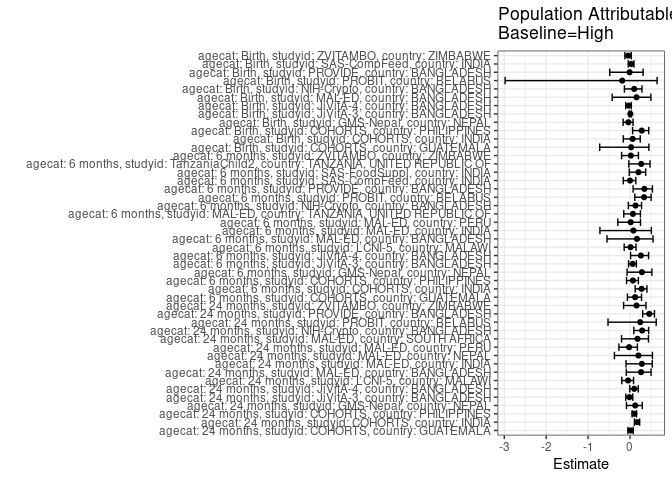 Population Attributable
Baseline=High
agecat: Birth, studyid: ZVITAMBO, country: ZIMBABWE
agecat: Birth, studyid: SAS-CompFeed, country: INDIA
agecat: Birth, studyid: PROVIDE, country: BANGLADESH
agecat: Birth, studyid: PROBIT, country: BELARUS
agecat: Birth, studyid: NIH-Crypto, country: BANGLADESH
agecat: Birth, studyid: MAL-ED, country: BANGLADESH
agecat: Birth, studyid: JiVitA-4, country: BANGLADESH
agecat: Birth, studyid: JiVitA-3, country: BANGLADESH
agecat: Birth, studyid: GMS-Nepal, country: NEPAL
agecat: Birth, studyid: COHORTS, country: PHILIPPINES
agecat: Birth, studyid: COHORTS, country: INDIA
agecat: Birth, studyid: COHORTS, country: GUATEMALA
agecat: 6 months, studyid: ZVITAMBO, country: ZIMBABWE
agecat: 6 months, studyid: TanzaniaChild2, country: TANZANIA, UNITED REPUBLIC OF
agecat: 6 months, studyid: SAS-FoodSuppl, country: INDIA
agecat: 6 months, studyid: SAS-CompFeed, country: INDIA
agecat: 6 months, studyid: PROVIDE, country: BANGLADESH
agecat: 6 months, studyid: PROBIT, country: BELARUS
agecat: 6 months, studyid: NIH-Crypto, country: BANGLADESH
agecat: 6 months, studyid: MAL-ED, country: TANZANIA, UNITED REPUBLIC OF
agecat: 6 months, studyid: MAL-ED, country: PERU
agecat: 6 months, studyid: MAL-ED, country: INDIA
agecat: 6 months, studyid: MAL-ED, country: BANGLADESH
agecat: 6 months, studyid: LCNI-5, country: MALAWI
agecat: 6 months, studyid: JiVitA-4, country: BANGLADESH
agecat: 6 months, studyid: JiVitA-3, country: BANGLADESH
agecat: 6 months, studyid: GMS-Nepal, country: NEPAL
agecat: 6 months, studyid: COHORTS, country: PHILIPPINES
agecat: 6 months, studyid: COHORTS, country: INDIA
agecat: 6 months, studyid: COHORTS, country: GUATEMALA
agecat: 24 months, studyid: ZVITAMBO, country: ZIMBABWE
agecat: 24 months, studyid: PROVIDE, country: BANGLADESH
agecat: 24 months, studyid: PROBIT, country: BELARUS
agecat: 24 months, studyid: NIH-Crypto, country: BANGLADESH
agecat: 24 months, studyid: MAL-ED, country: SOUTH AFRICA
agecat: 24 months, studyid: MAL-ED, country: PERU
agecat: 24 months, studyid: MAL-ED, country: NEPAL
agecat: 24 months, studyid: MAL-ED, country: INDIA
agecat: 24 months, studyid: MAL-ED, country: BANGLADESH
agecat: 24 months, studyid: LCNI-5, country: MALAWI
agecat: 24 months, studyid: JiVitA-4, country: BANGLADESH
agecat: 24 months, studyid: JiVitA-3, country: BANGLADESH
agecat: 24 months, studyid: GMS-Nepal, country: NEPAL
agecat: 24 months, studyid: COHORTS, country: PHILIPPINES
agecat: 24 months, studyid: COHORTS, country: INDIA
agecat: 24 months, studyid: COHORTS, country: GUATEMALA
-3 -2 -1 0
Estimate